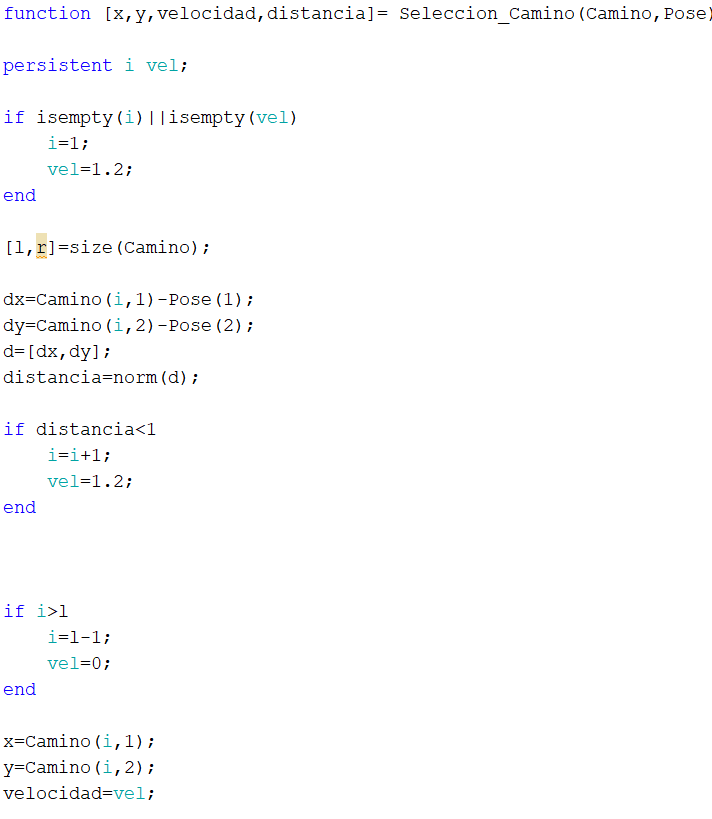 function [x,y,velocidad,distancia]= Seleccion_Camino(Camino,Pose)
persistent i vel;
if isempty(i)||isempty(vel)
    i=1;
    vel=1.2;
end
[l,r]=size(Camino);
dx=Camino(i,1)-Pose(1);
dy=Camino(i,2)-Pose(2);
d=[dx,dy];
distancia=norm(d);
if distancia<1
    i=i+1;
    vel=1.2;
end
if i>l
    i=l-1;
    vel=0;
end
x=Camino(i,1);
y=Camino(i,2);
velocidad=vel;